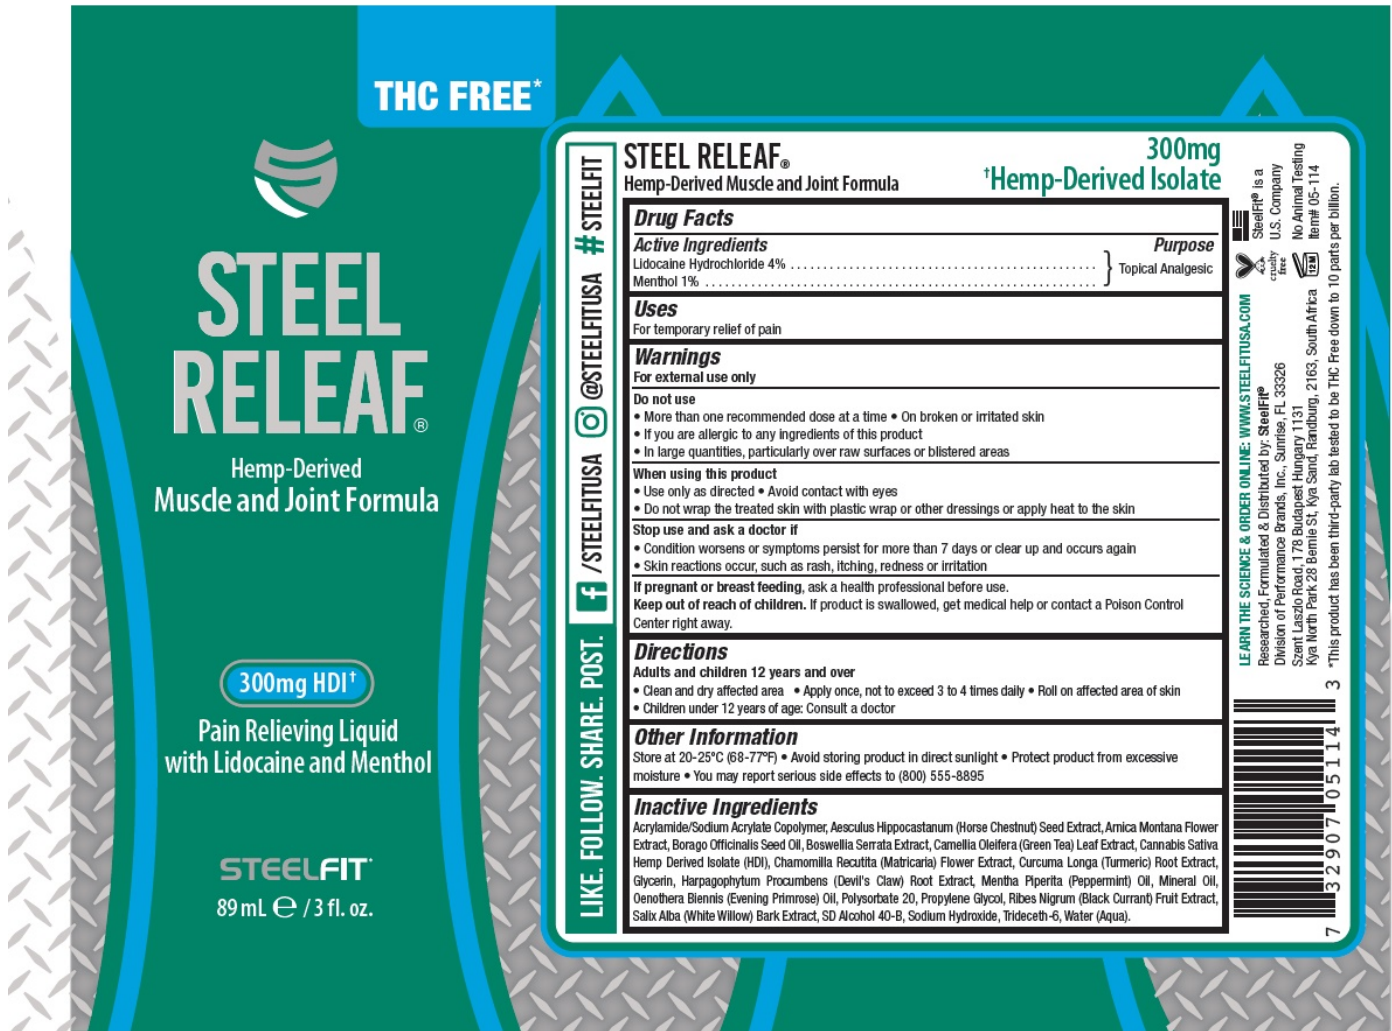 THC FREE*
STEEL
RELEAF®
Hemp-Derived
Muscle and Joint Formula
300mg HDI†
Pain Relieving Liquid
with Lidocaine and Menthol
STEELFIT®
89 mL ℮ / 3 fl. oz.
LIKE. FOLLOW. SHARE. POST. f /STEELFITUSA @STEELFITUSA # STEELFIT
STEEL RELEAF®
Hemp-Derived Muscle and Joint Formula
300mg
†Hemp-Derived Isolate
Drug Facts
Active Ingredients Purpose
Lidocaine Hydrochloride 4% ................................................
Menthol 1% ................................................
Topical Analgesic
Uses
For temporary relief of pain
Warnings
For external use only
Do not use
• More than one recommended dose at a time • On broken or irritated skin
• If you are allergic to any ingredients of this product
• In large quantities, particularly over raw surfaces or blistered areas
When using this product
• Use only as directed • Avoid contact with eyes
• Do not wrap the treated skin with plastic wrap or other dressings or apply heat to the skin
Stop use and ask a doctor if
• Condition worsens or symptoms persist for more than 7 days or clear up and occurs again
• Skin reactions occur, such as rash, itching, redness or irritation
If pregnant or breast feeding, ask a health professional before use.
Keep out of reach of children. If product is swallowed, get medical help or contact a Poison Control
Center right away.
Directions
Adults and children 12 years and over
• Clean and dry affected area • Apply once, not to exceed 3 to 4 times daily • Roll on affected area of skin
• Children under 12 years of age: Consult a doctor
Other Information
Store at 20-25°C (68-77°F) • Avoid storing product in direct sunlight • Protect product from excessive
moisture • You may report serious side effects to (800) 555-8895
Inactive Ingredients
Acrylamide/Sodium Acrylate Copolymer, Aesculus Hippocastanum (Horse Chestnut) Seed Extract, Arnica Montana Flower
Extract, Borago Officinalis Seed Oil, Boswellia Serrata Extract, Camellia Oleifera (Green Tea) Leaf Extract, Cannabis Sativa
Hemp Derived Isolate (HDI), Chamomilla Recutita (Matricaria) Flower Extract, Curcuma Longa (Turmeric) Root Extract,
Glycerin, Harpagophytum Procumbens (Devil's Claw) Root Extract, Mentha Piperita (Peppermint) Oil, Mineral Oil,
Oenothera Biennis (Evening Primrose) Oil, Polysorbate 20, Propylene Glycol, Ribes Nigrum (Black Currant) Fruit Extract,
Salix Alba (White Willow) Bark Extract, SD Alcohol 40-B, Sodium Hydroxide, Trideceth-6, Water (Aqua).
LEARN THE SCIENCE & ORDER ONLINE: WWW.STEELFITUSA.COM
Researched, Formulated & Distributed by: SteelFit®
Division of Performance Brands, Inc., Sunrise, FL 33326
Szent Laszlo Road, 178 Budapest Hungary 1131
Kya North Park 28 Bernie St, Kya Sand, Randburg, 2163, South Africa
*This product has been third-party lab tested to be THC Free down to 10 parts per billion.
cruelty
free
12M
SteelFit® is a
U.S. Company
No Animal Testing
Item# 05-114
7 32907 05114 3